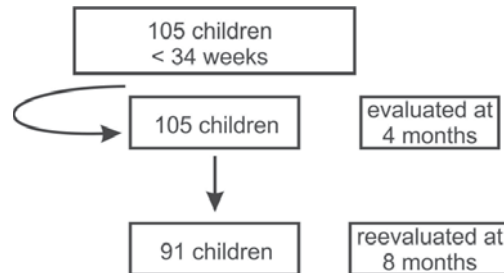 105 children
< 34 weeks
105 children
evaluated at
4 months
91 children
reevaluated at
8 months